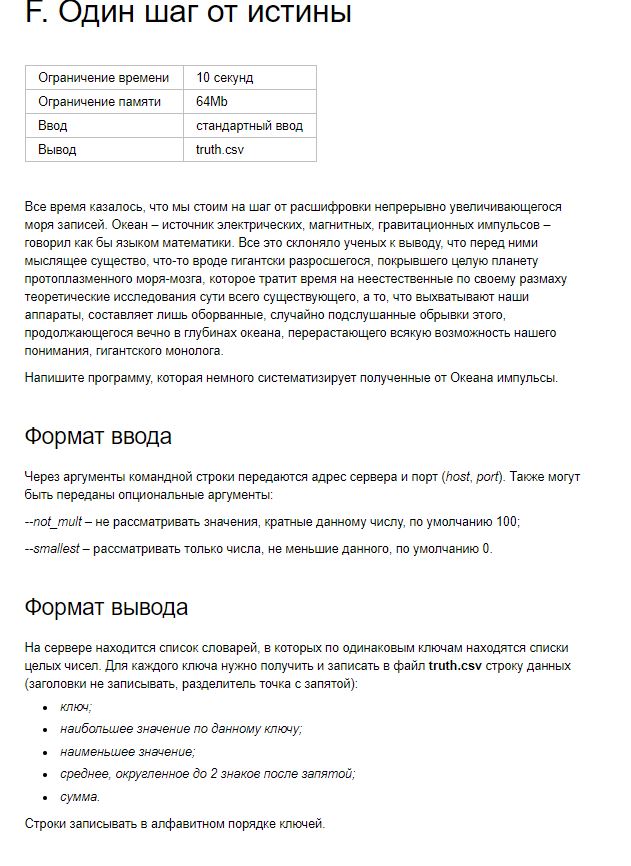 F. Один шаг от истины
Ограничение времени 10 секунд
Ограничение памяти 64Mb
Ввод стандартный ввод
Вывод truth.csv
Все время казалось, что мы стоим на шаг от расшифровки непрерывно увеличивающегося
моря записей. Океан – источник электрических, магнитных, гравитационных импульсов –
говорил как бы языком математики. Все это склоняло ученых к выводу, что перед ними
мыслящее существо, что-то вроде гигантски разросшегося, покрывшего целую планету
протоплазменного моря-мозга, которое тратит время на неестественные по своему размаху
теоретические исследования сути всего существующего, а то, что выхватывают наши
аппараты, составляет лишь оборванные, случайно подслушанные обрывки этого,
продолжающегося вечно в глубинах океана, перерастающего всякую возможность нашего
понимания, гигантского монолога.
Напишите программу, которая немного систематизирует полученные от Океана импульсы.
Формат ввода
Через аргументы командной строки передаются адрес сервера и порт (host, port). Также могут
быть переданы опциональные аргументы:
--not_mult – не рассматривать значения, кратные данному числу, по умолчанию 100;
--smallest – рассматривать только числа, не меньшие данного, по умолчанию 0.
Формат вывода
На сервере находится список словарей, в которых по одинаковым ключам находятся списки
целых чисел. Для каждого ключа нужно получить и записать в файл truth.csv строку данных
(заголовки не записывать, разделитель точка с запятой):
• ключ;
• наибольшее значение по данному ключу;
• наименьшее значение;
• среднее, округленное до 2 знаков после запятой;
• сумма.
Строки записывать в алфавитном порядке ключей.